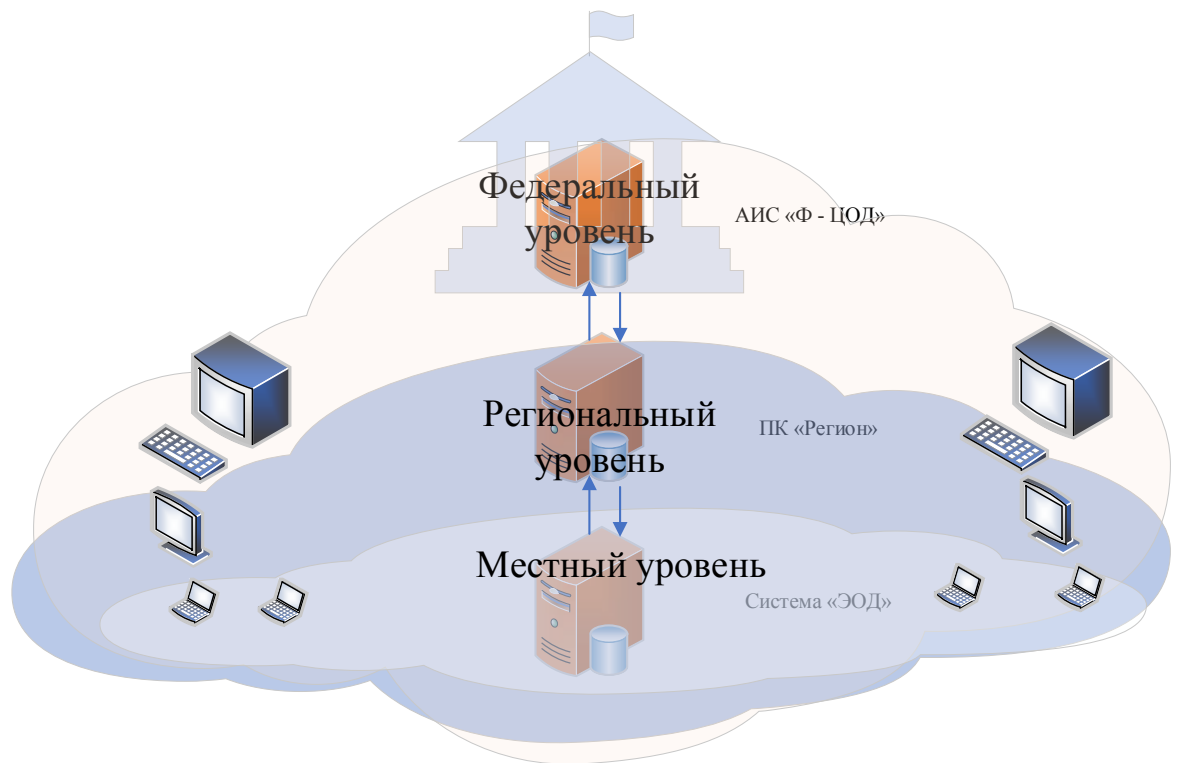 Федеральный
уровень
АИС «Ф - ЦОД»
Региональный
уровень
ПК «Регион»
Местный уровень
Система «ЭОД»